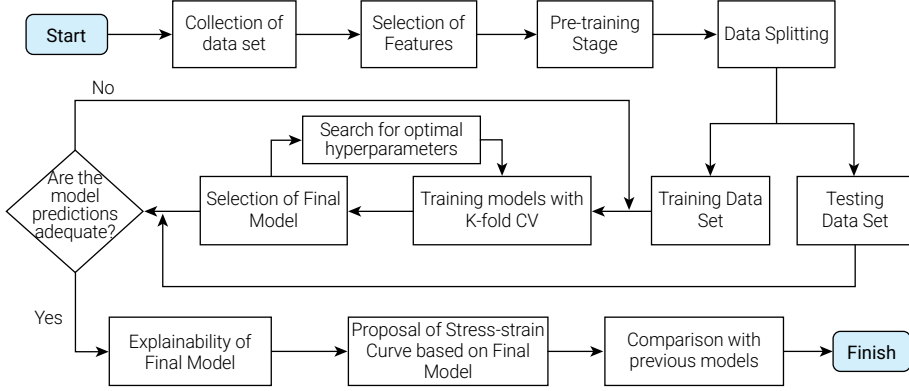 Start
Collection of
data set
Selection of
Features
Pre-training
Stage
Data Splitting
No
Search for optimal
hyperparameters
Are the
model
predictions
adequate?
Selection of Final
Model
Training models with
K-fold CV
Training Data
Set
Testing
Data Set
Yes
Explainability of
Final Model
Proposal of Stress-strain
Curve based on Final
Model
Comparison with
previous models
Finish